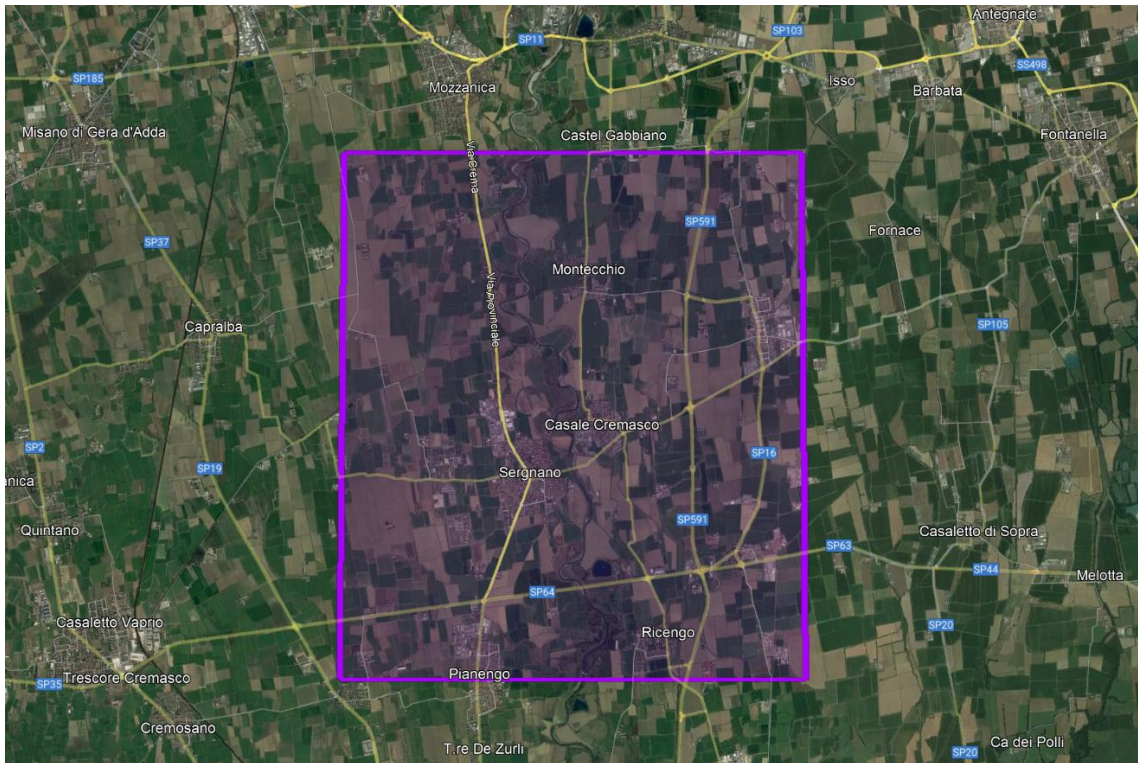 Antegnate
SP103
SP11
SS498
SP185
Isso
Mozzanica
Barbata
Misano di Gera d'Adda
Castel Gabbiano
Fontanella
Via Crema
SP591
Fornace
SP37
Montecchio
Via Provinciale
Capralba
SP105
Casale Cremasco
SP2
SP16
SP19
Sergnano
anica
SP591
Quintano
Casaletto di Sopra
SP63
SP44
Melotta
SP64
Casaletto Vaprio
SP20
Ricengo
Pianengo
Trescore Cremasco
SP35
Cremosano
T.re De Zurli
Ca dei Polli
SP20